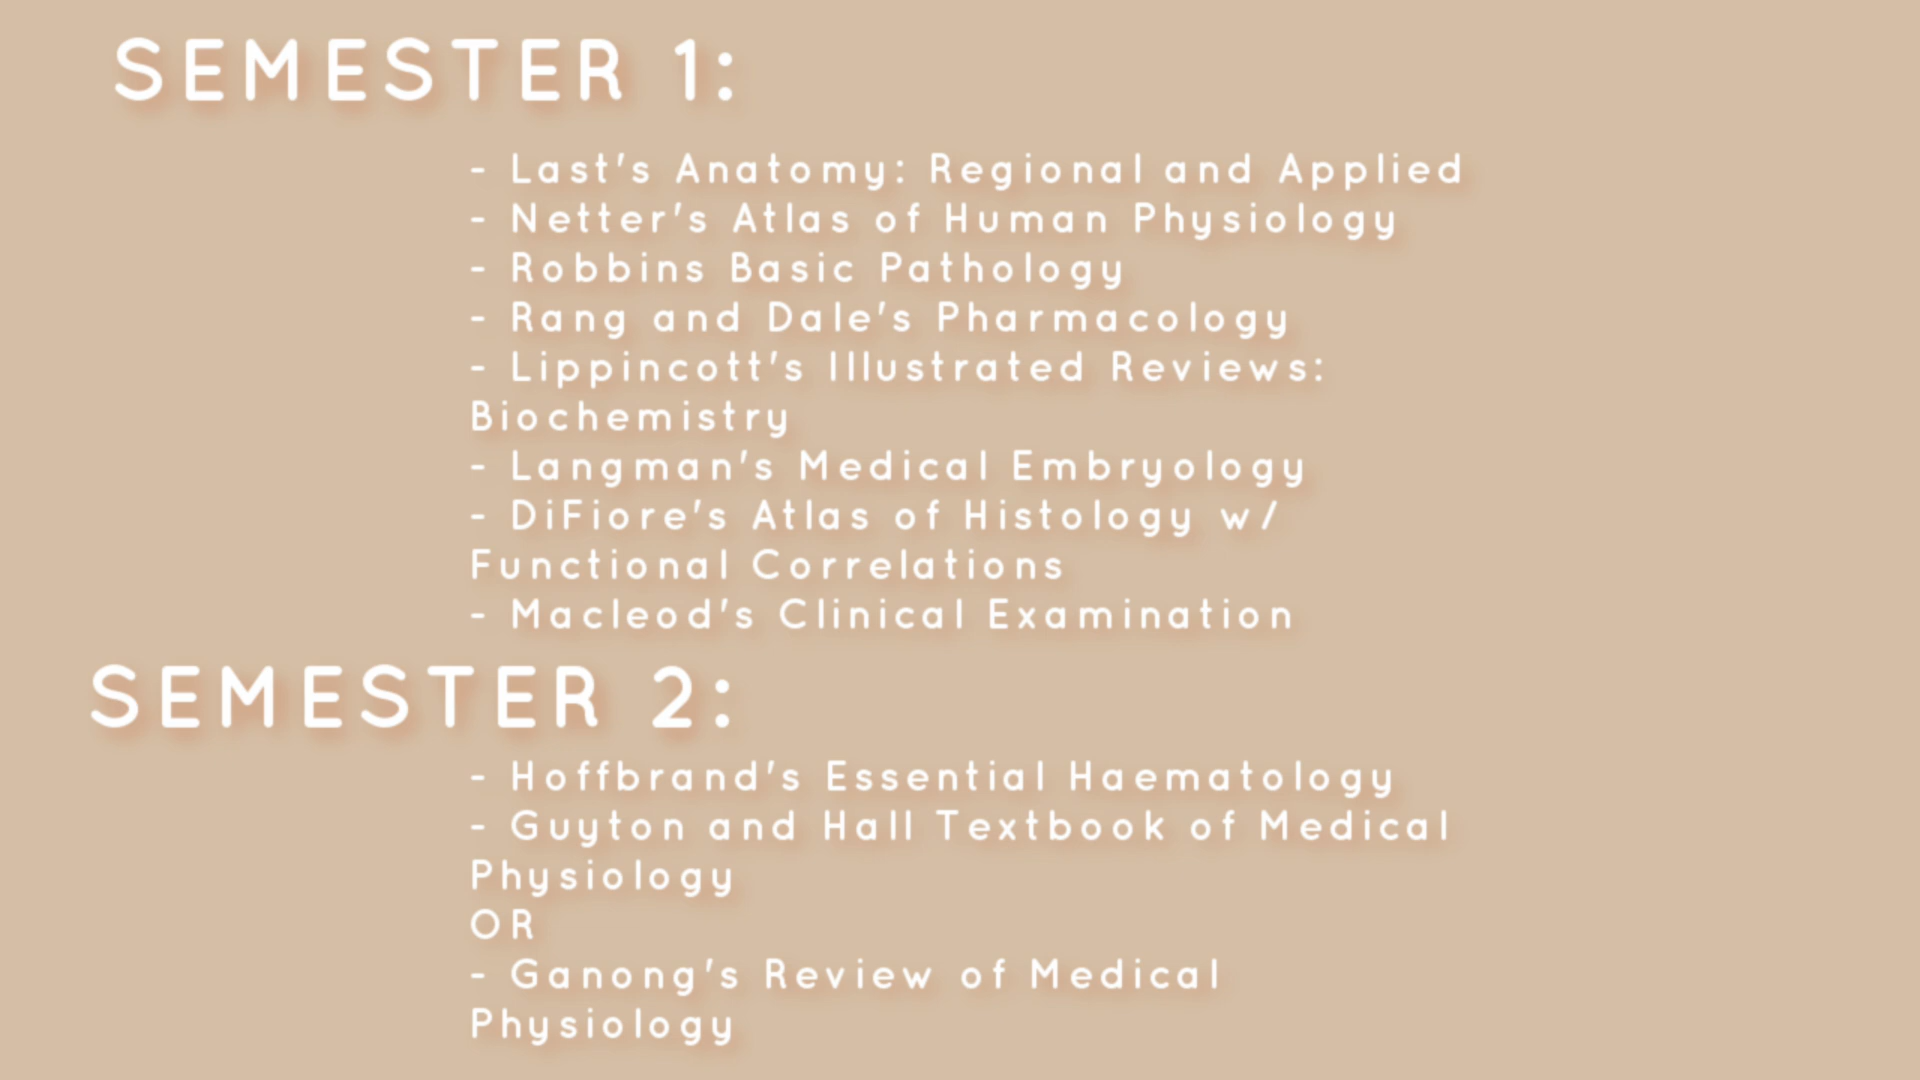 SEMESTER 1:
- Last's Anatomy: Regional and Applied
- Netter's Atlas of Human Physiology
- Robbins Basic Pathology
- Rang and Dale's Pharmacology
- Lippincott's Illustrated Reviews:
Biochemistry
- Langman's Medical Embryology
- DiFiore's Atlas of Histology w/
Functional Correlations
- Macleod's Clinical Examination
SEMESTER 2:
- Hoffbrand's Essential Haematology
- Guyton and Hall Textbook of Medical
Physiology
OR
- Ganong's Review of Medical
Physiology